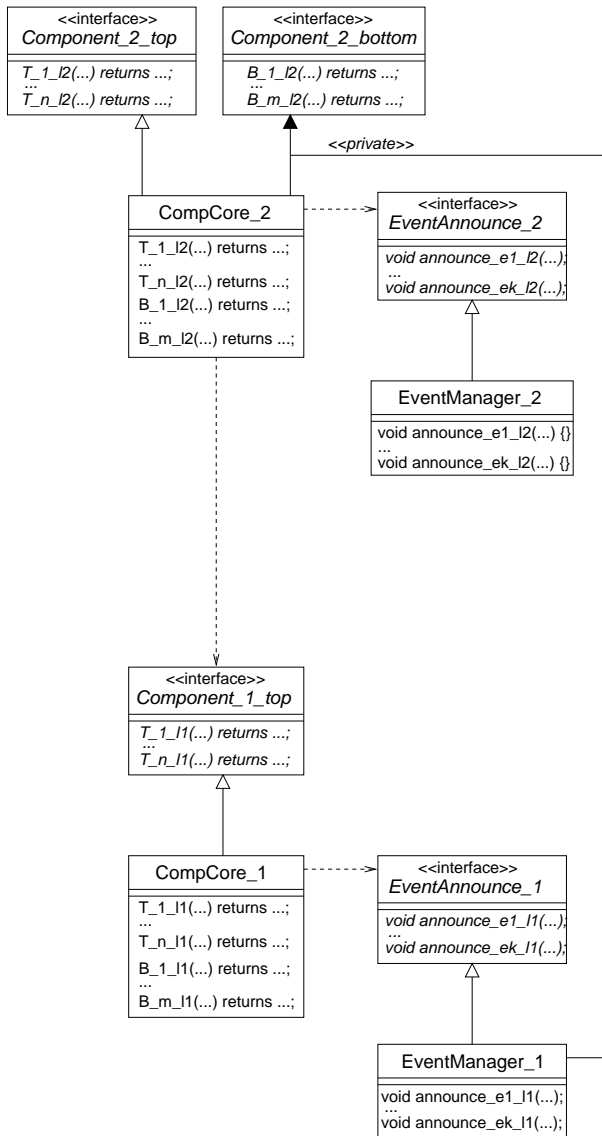 <<interface>>
Component_2_top
T_1_l2(...) returns ...;
...
T_n_l2(...) returns ...;
<<interface>>
Component_2_bottom
B_1_l2(...) returns ...;
...
B_m_l2(...) returns ...;
<<private>>
CompCore_2
T_1_l2(...) returns ...;
...
T_n_l2(...) returns ...;
B_1_l2(...) returns ...;
...
B_m_l2(...) returns ...;
<<interface>>
EventAnnounce_2
void announce_e1_l2(...);
...
void announce_ek_l2(...);
EventManager_2
void announce_e1_l2(...) {}
...
void announce_ek_l2(...) {}
<<interface>>
Component_1_top
T_1_l1(...) returns ...;
...
T_n_l1(...) returns ...;
CompCore_1
T_1_l1(...) returns ...;
...
T_n_l1(...) returns ...;
B_1_l1(...) returns ...;
...
B_m_l1(...) returns ...;
<<interface>>
EventAnnounce_1
void announce_e1_l1(...);
...
void announce_ek_l1(...);
EventManager_1
void announce_e1_l1(...);
...
void announce_ek_l1(...);